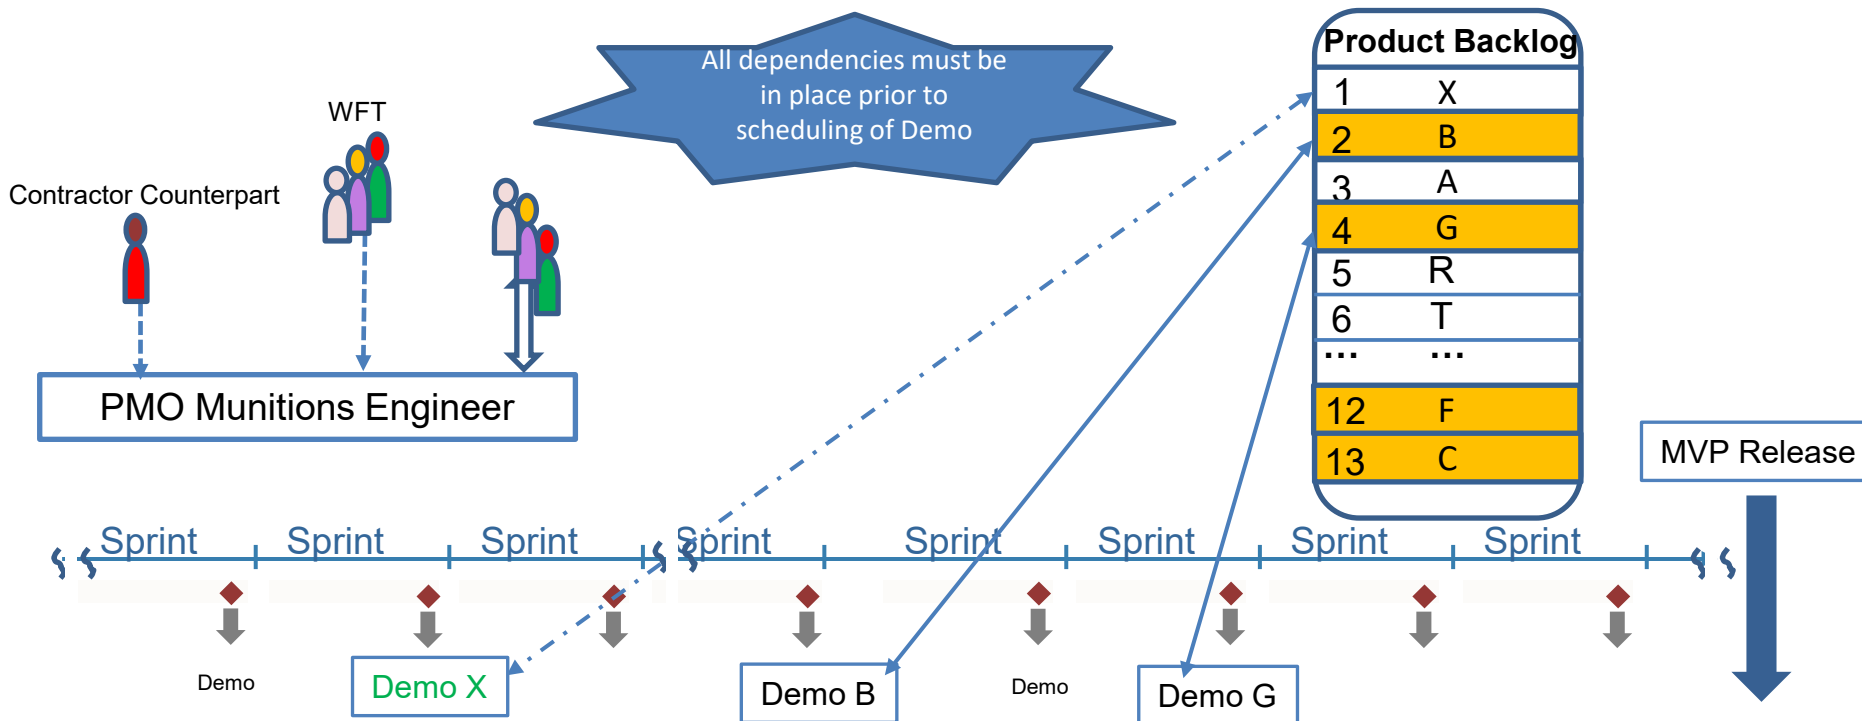 All dependencies must be
in place prior to
scheduling of Demo
WFT
Contractor Counterpart
PMO Munitions Engineer
Product Backlog
1 X
2 B
3 A
4 G
5 R
6 T
... ...
12 F
13 C
MVP Release
Sprint Sprint Sprint Sprint Sprint Sprint Sprint Sprint
Demo Demo X Demo B Demo Demo G